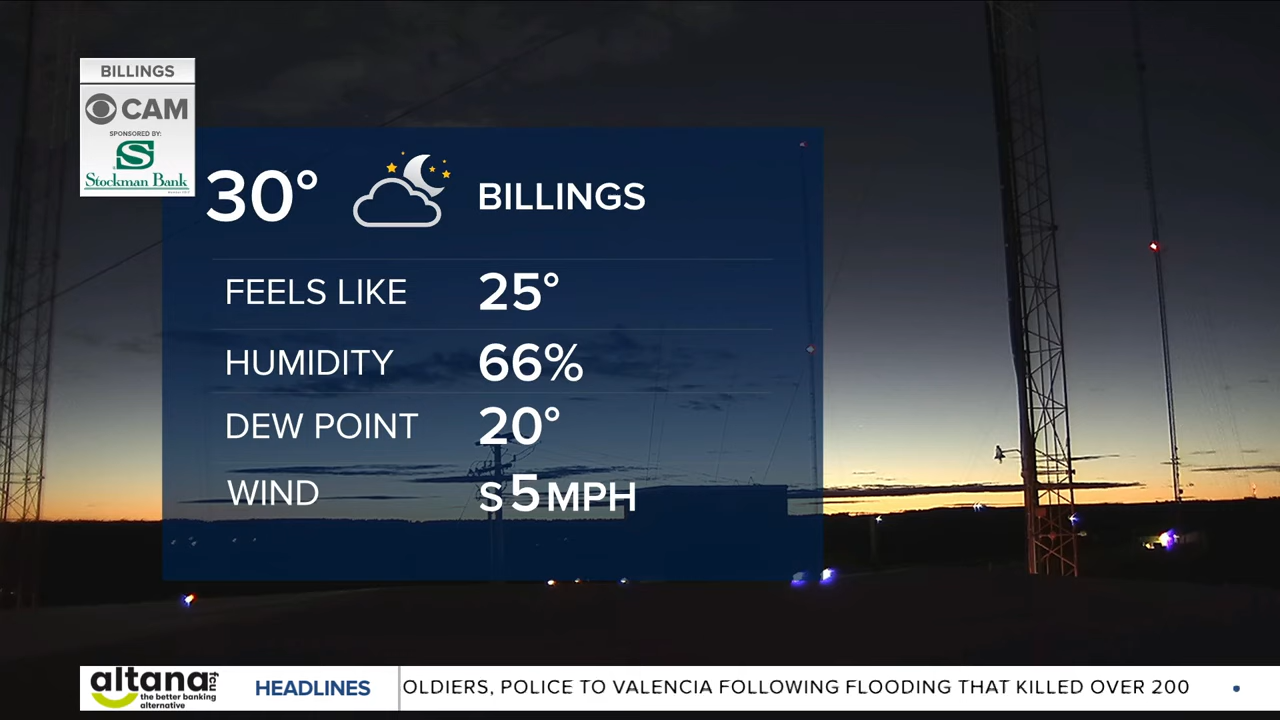 BILLINGS
CAM
SPONSORED BY:
S
Stockman Bank
30° BILLINGS
FEELS LIKE 25°
HUMIDITY 66%
DEW POINT 20°
WIND S 5 MPH
altana fcu
the better banking
alternative
HEADLINES OLDIERS, POLICE TO VALENCIA FOLLOWING FLOODING THAT KILLED OVER 200